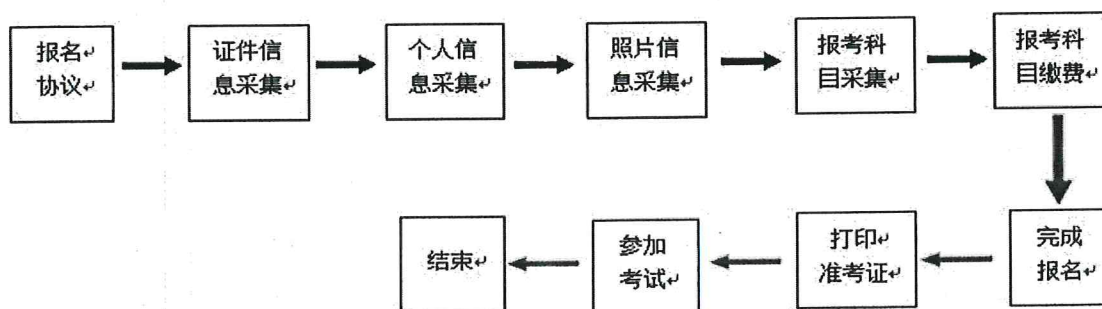 报名
协议
证件信
息采集
个人信
息采集
照片信
息采集
报考科
目采集
报考科
目缴费
完成
报名
打印
准考证
参加
考试
结束